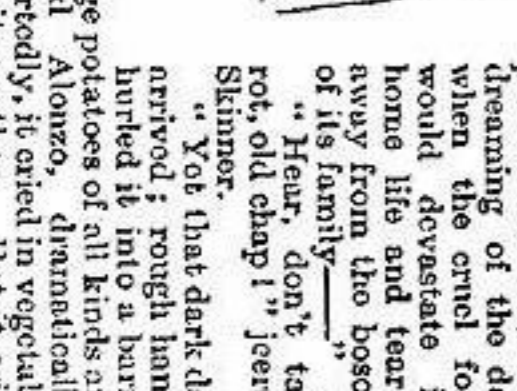 dreaming of the d
when the cruel fo
would devastate
home life and tear
away from the bosc
of its family——"
"Hear, don't ta
rot, old chap!" jeer
Skinner.
"Yet that dark d
arrived; rough han
hurled it into a bar
ge potatoes of all kinds a
Alonzo, dramaticall
rtedly, it cried in vegetul